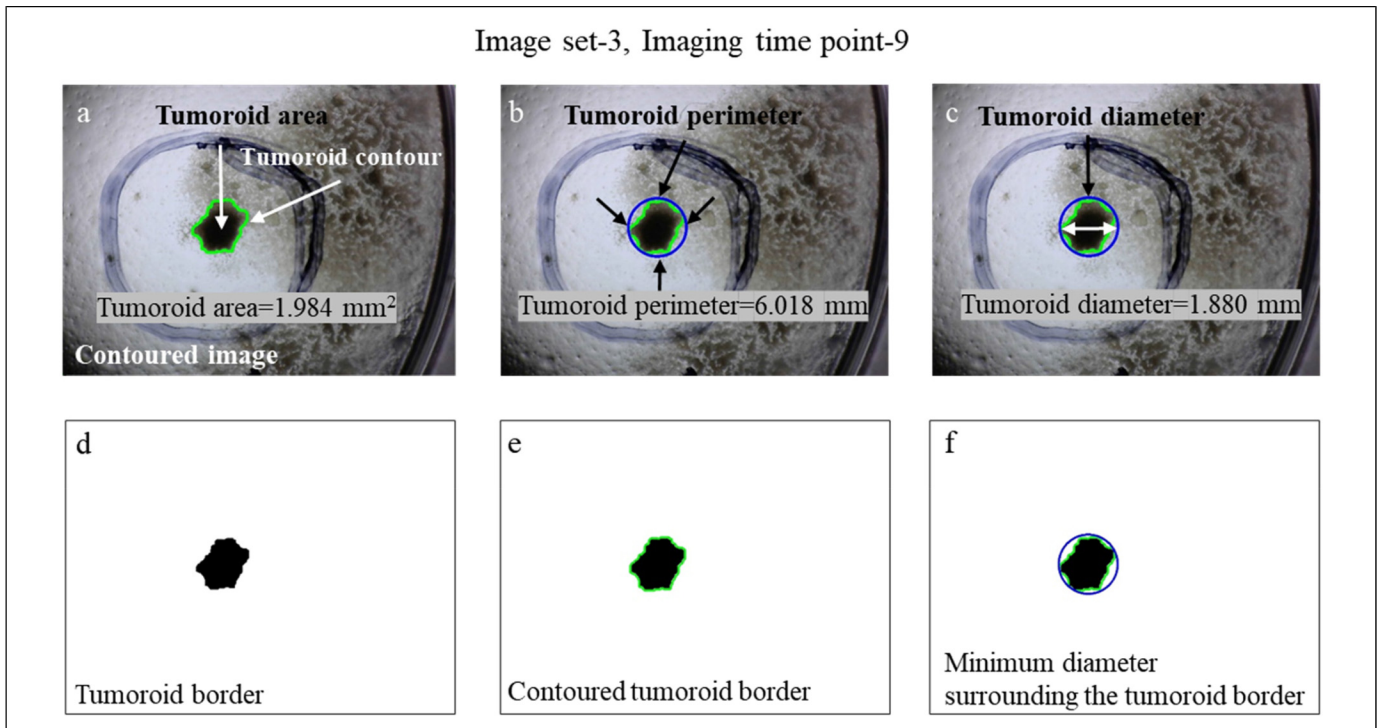 Image set-3, Imaging time point-9
a
Tumoroid area
Tumoroid contour
Tumoroid area=1.984 mm²
Contoured image
b
Tumoroid perimeter
Tumoroid perimeter=6.018 mm
c
Tumoroid diameter
Tumoroid diameter=1.880 mm
d
Tumoroid border
e
Contoured tumoroid border
f
Minimum diameter
surrounding the tumoroid border